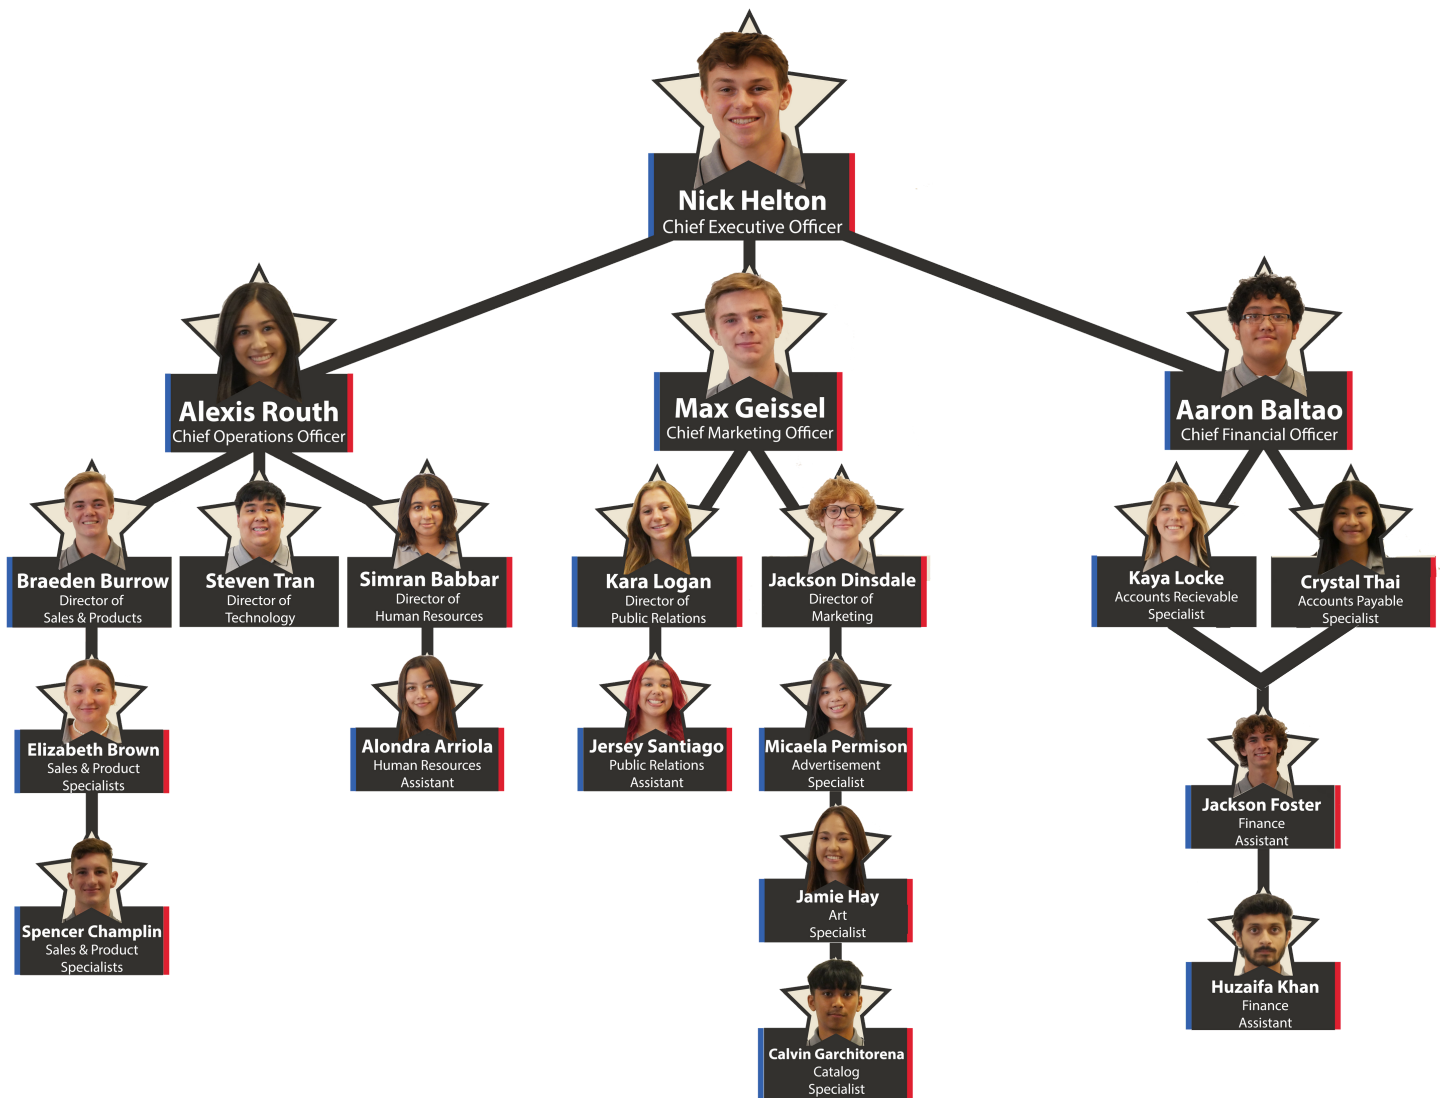 Nick Helton
Chief Executive Officer
Alexis Routh
Chief Operations Officer
Max Geissel
Chief Marketing Officer
Aaron Baltao
Chief Financial Officer
Braeden Burrow
Director of
Sales & Products
Steven Tran
Director of
Technology
Simran Babbar
Director of
Human Resources
Kara Logan
Director of
Public Relations
Jackson Dinsdale
Director of
Marketing
Kaya Locke
Accounts Recievable
Specialist
Crystal Thai
Accounts Payable
Specialist
Elizabeth Brown
Sales & Product
Specialists
Alondra Arriola
Human Resources
Assistant
Jersey Santiago
Public Relations
Assistant
Micaela Permison
Advertisement
Specialist
Jackson Foster
Finance
Assistant
Spencer Champlin
Sales & Product
Specialists
Jamie Hay
Art
Specialist
Huzaifa Khan
Finance
Assistant
Calvin Garchitorena
Catalog
Specialist